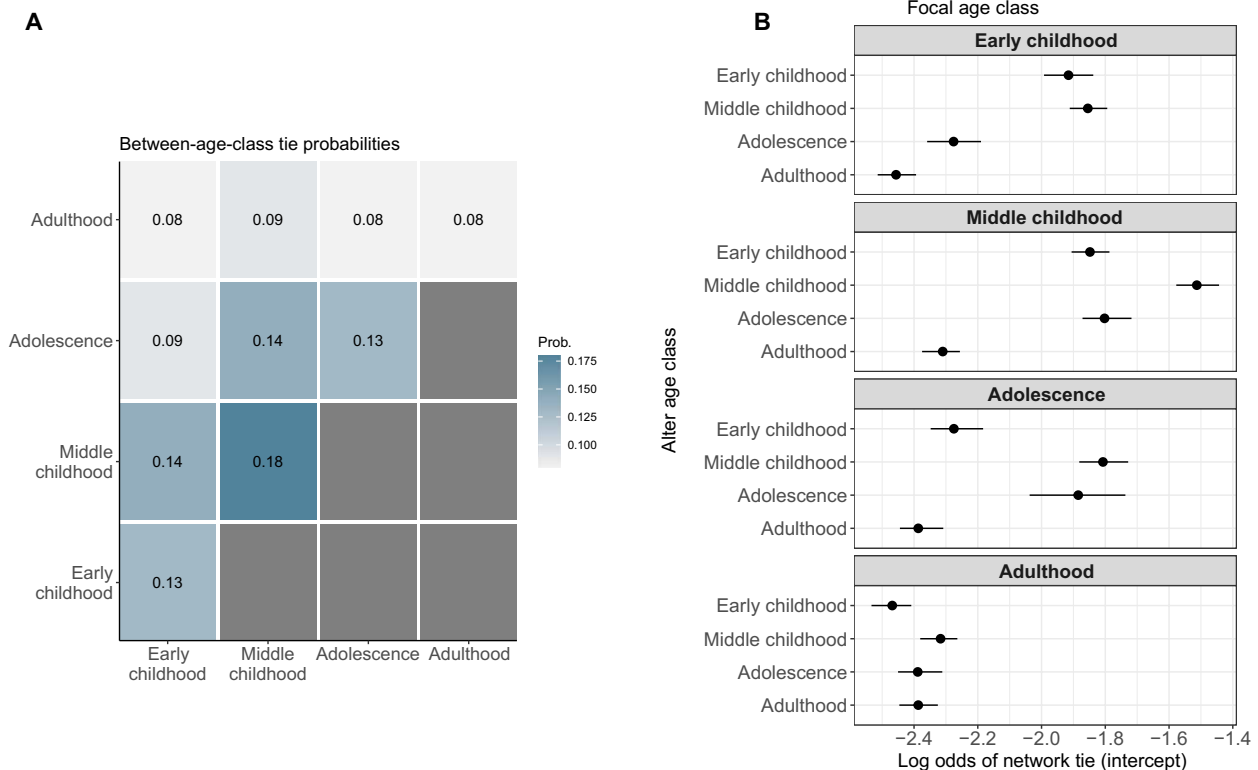 A
Between-age-class tie probabilities
Adulthood
0.08
0.09
0.08
0.08
Adolescence
0.09
0.14
0.13
Middle
childhood
0.14
0.18
Early
childhood
0.13
Early
childhood
Middle
childhood
Adolescence
Adulthood
Prob.
0.175
0.150
0.125
0.100
B
Focal age class
Alter age class
Early childhood
Early childhood
Middle childhood
Adolescence
Adulthood
Middle childhood
Early childhood
Middle childhood
Adolescence
Adulthood
Adolescence
Early childhood
Middle childhood
Adolescence
Adulthood
Adulthood
Early childhood
Middle childhood
Adolescence
Adulthood
−2.4 −2.2 −2.0 −1.8 −1.6 −1.4
Log odds of network tie (intercept)